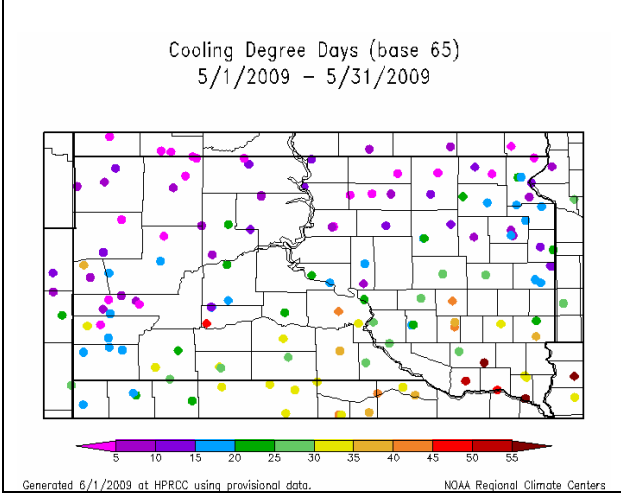 Cooling Degree Days (base 65)
5/1/2009 – 5/31/2009
5 10 15 20 25 30 35 40 45 50 55
Generated 6/1/2009 at HPRCC using provisional data. NOAA Regional Climate Centers